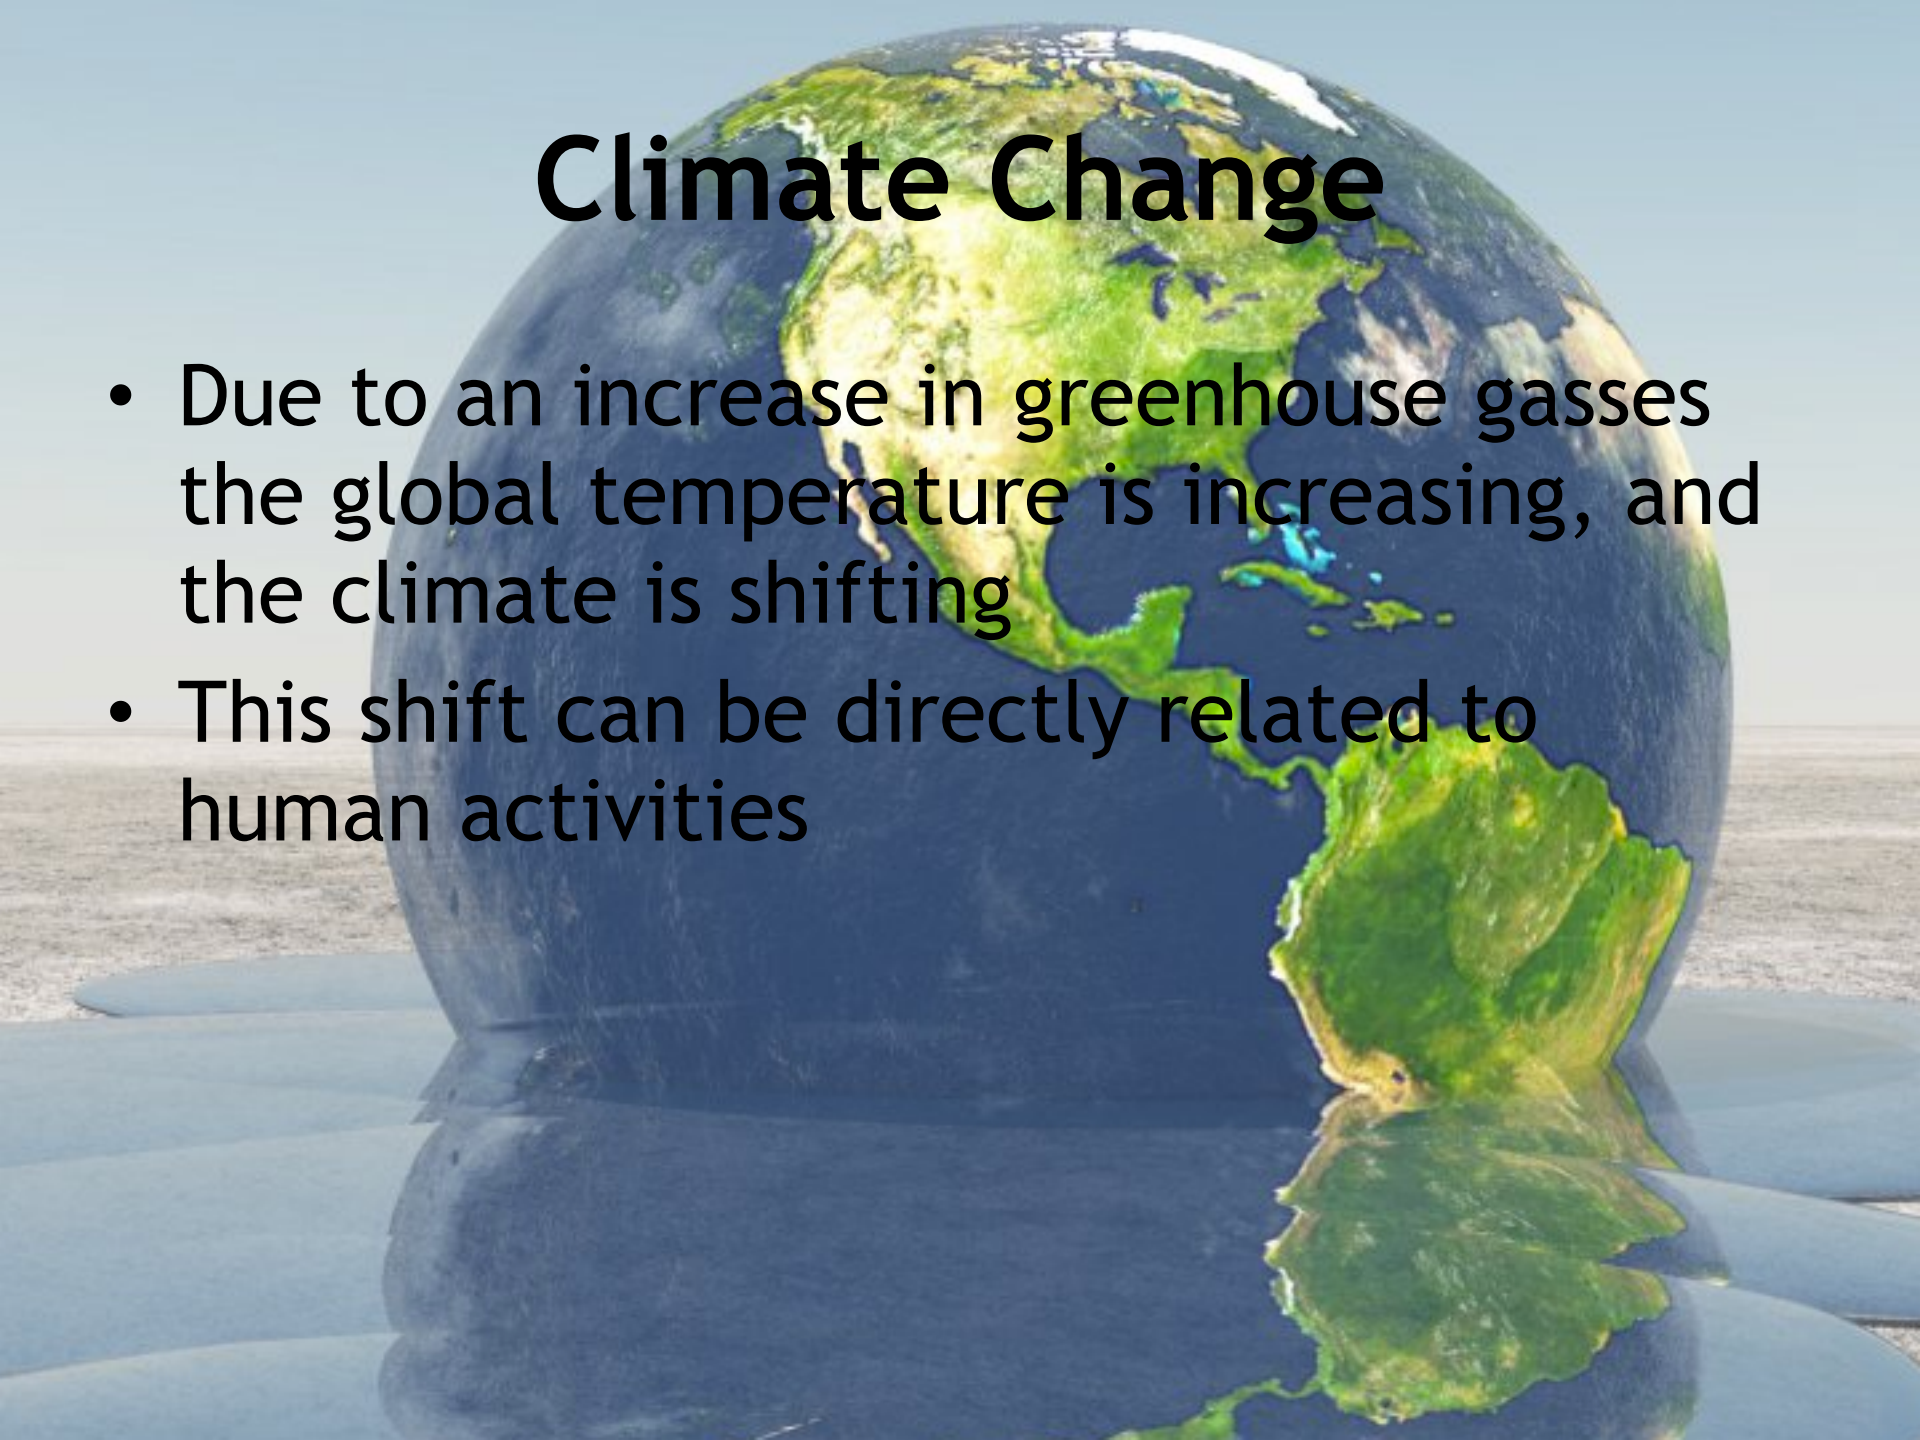 Climate Change
• Due to an increase in greenhouse gasses
the global temperature is increasing, and
the climate is shifting
• This shift can be directly related to
human activities